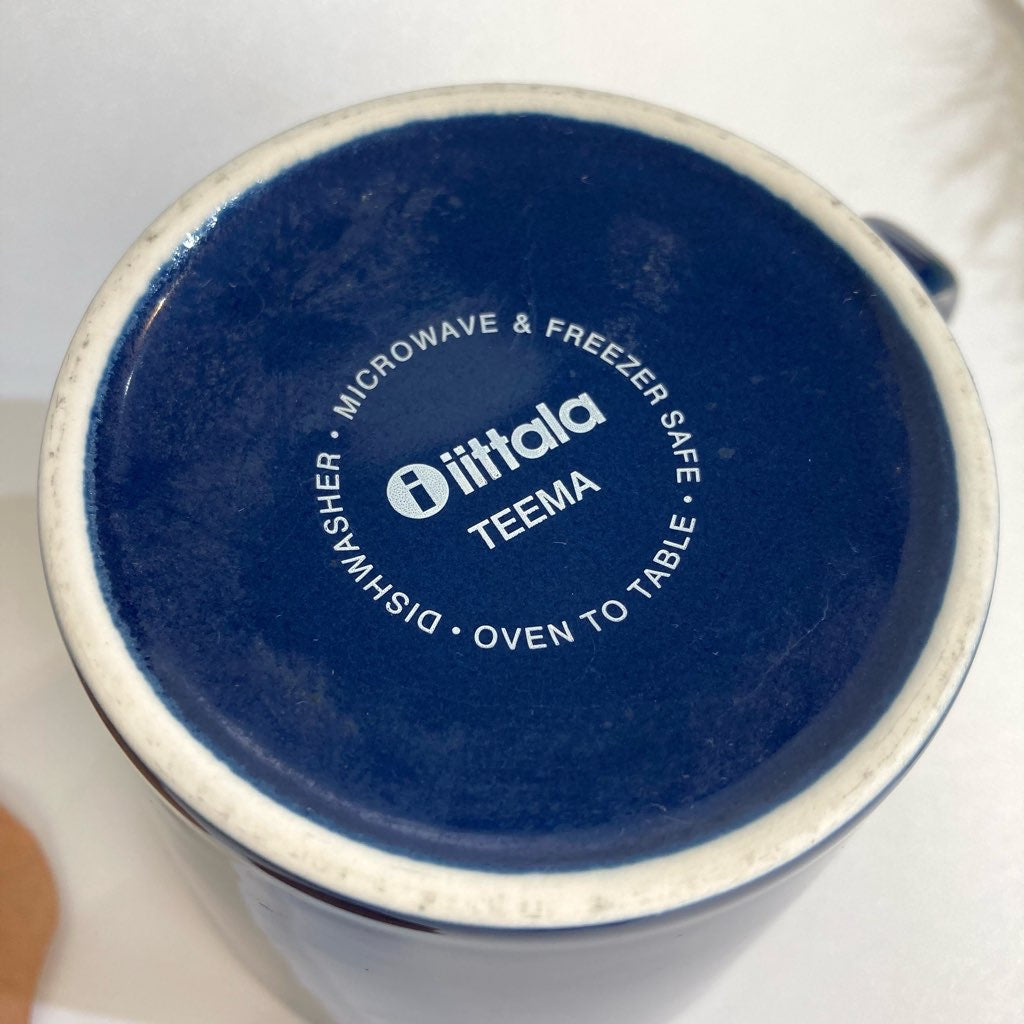 MICROWAVE & FREEZER SAFE • OVEN TO TABLE • DISHWASHER •
i iittala
TEEMA